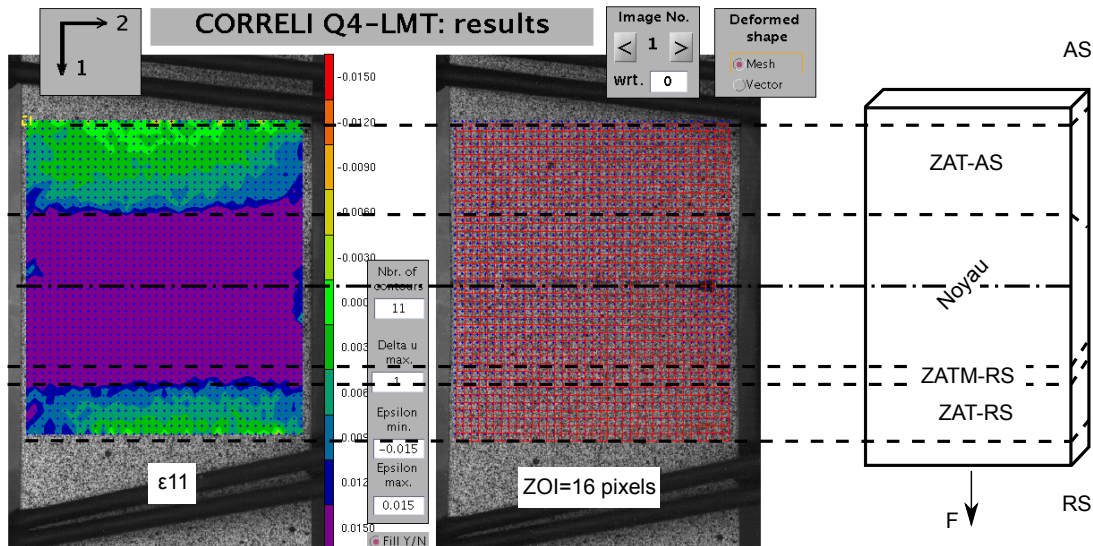 CORRELI Q4-LMT: results
2
1
Image No.
< 1 >
wrt. 0
Deformed
shape
Mesh
Vector
AS
-0.0150
-0.0120
-0.0090
-0.0060
-0.0030
0.000
0.003
0.006
0.009
0.012
0.0150
Nbr. of
contours
11
Delta u
max.
1
Epsilon
min.
-0.015
Epsilon
max.
0.015
Fill Y/N
ε11
ZOI=16 pixels
ZAT-AS
Noyau
ZATM-RS
ZAT-RS
F
RS